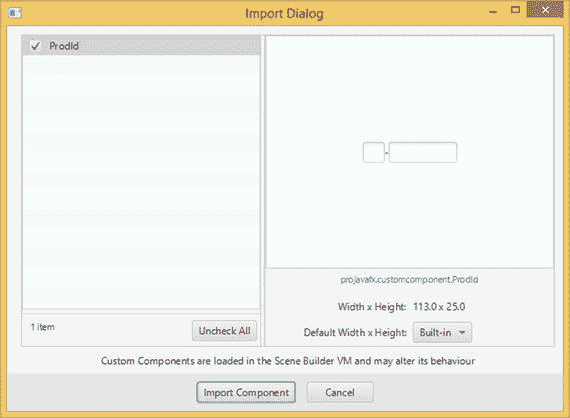 Import Dialog
ProdId
-
projavafx.customcomponent.ProdId
Width x Height: 113.0 x 25.0
Default Width x Height: Built-in
1 item
Uncheck All
Custom Components are loaded in the Scene Builder VM and may alter its behaviour
Import Component
Cancel